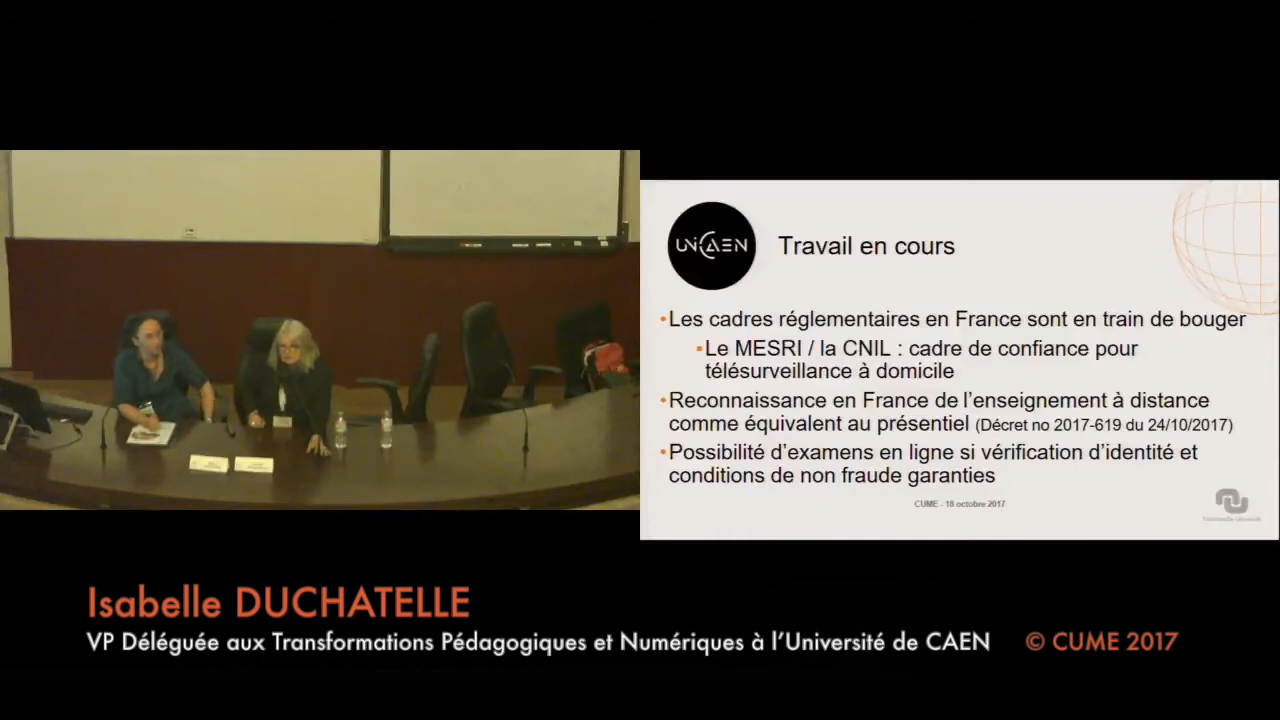 UNICAEN
Travail en cours
•Les cadres réglementaires en France sont en train de bouger
▪Le MESRI / la CNIL : cadre de confiance pour
télésurveillance à domicile
•Reconnaissance en France de l'enseignement à distance
comme équivalent au présentiel (Décret no 2017-619 du 24/10/2017)
•Possibilité d'examens en ligne si vérification d'identité et
conditions de non fraude garanties
CUME - 18 octobre 2017
Normandie Université
Isabelle DUCHATELLE
VP Déléguée aux Transformations Pédagogiques et Numériques à l'Université de CAEN
© CUME 2017